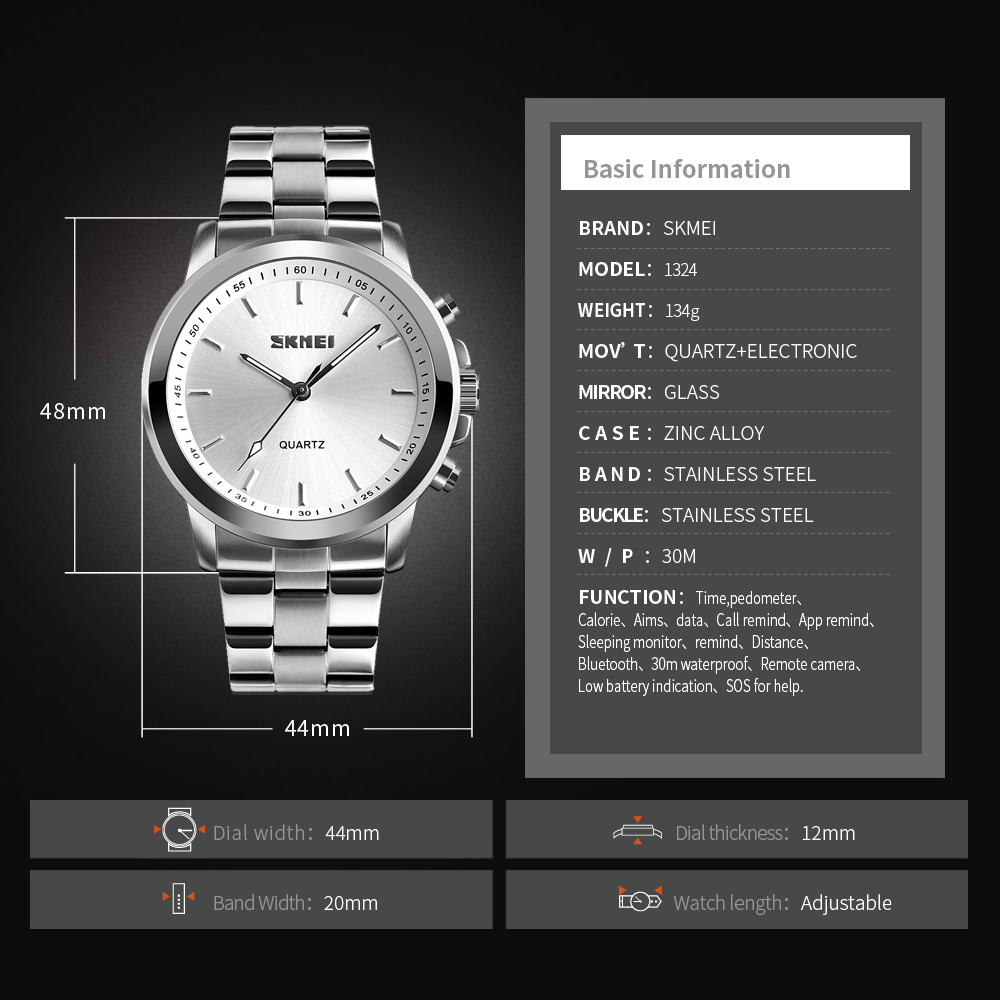 Basic Information
BRAND: SKMEI
MODEL: 1324
WEIGHT: 134g
MOV' T: QUARTZ+ELECTRONIC
MIRROR: GLASS
CASE: ZINC ALLOY
BAND: STAINLESS STEEL
BUCKLE: STAINLESS STEEL
W / P : 30M
FUNCTION: Time,pedometer、
Calorie、Aims、data、Call remind、App remind、
Sleeping monitor、remind、Distance、
Bluetooth、30m waterproof、Remote camera、
Low battery indication、SOS for help.
60
55 05
50 10
SKMEI
45 15
QUARTZ
40 20
35 25
30
48mm
44mm
Dial width: 44mm
Dial thickness: 12mm
Band Width: 20mm
Watch length: Adjustable